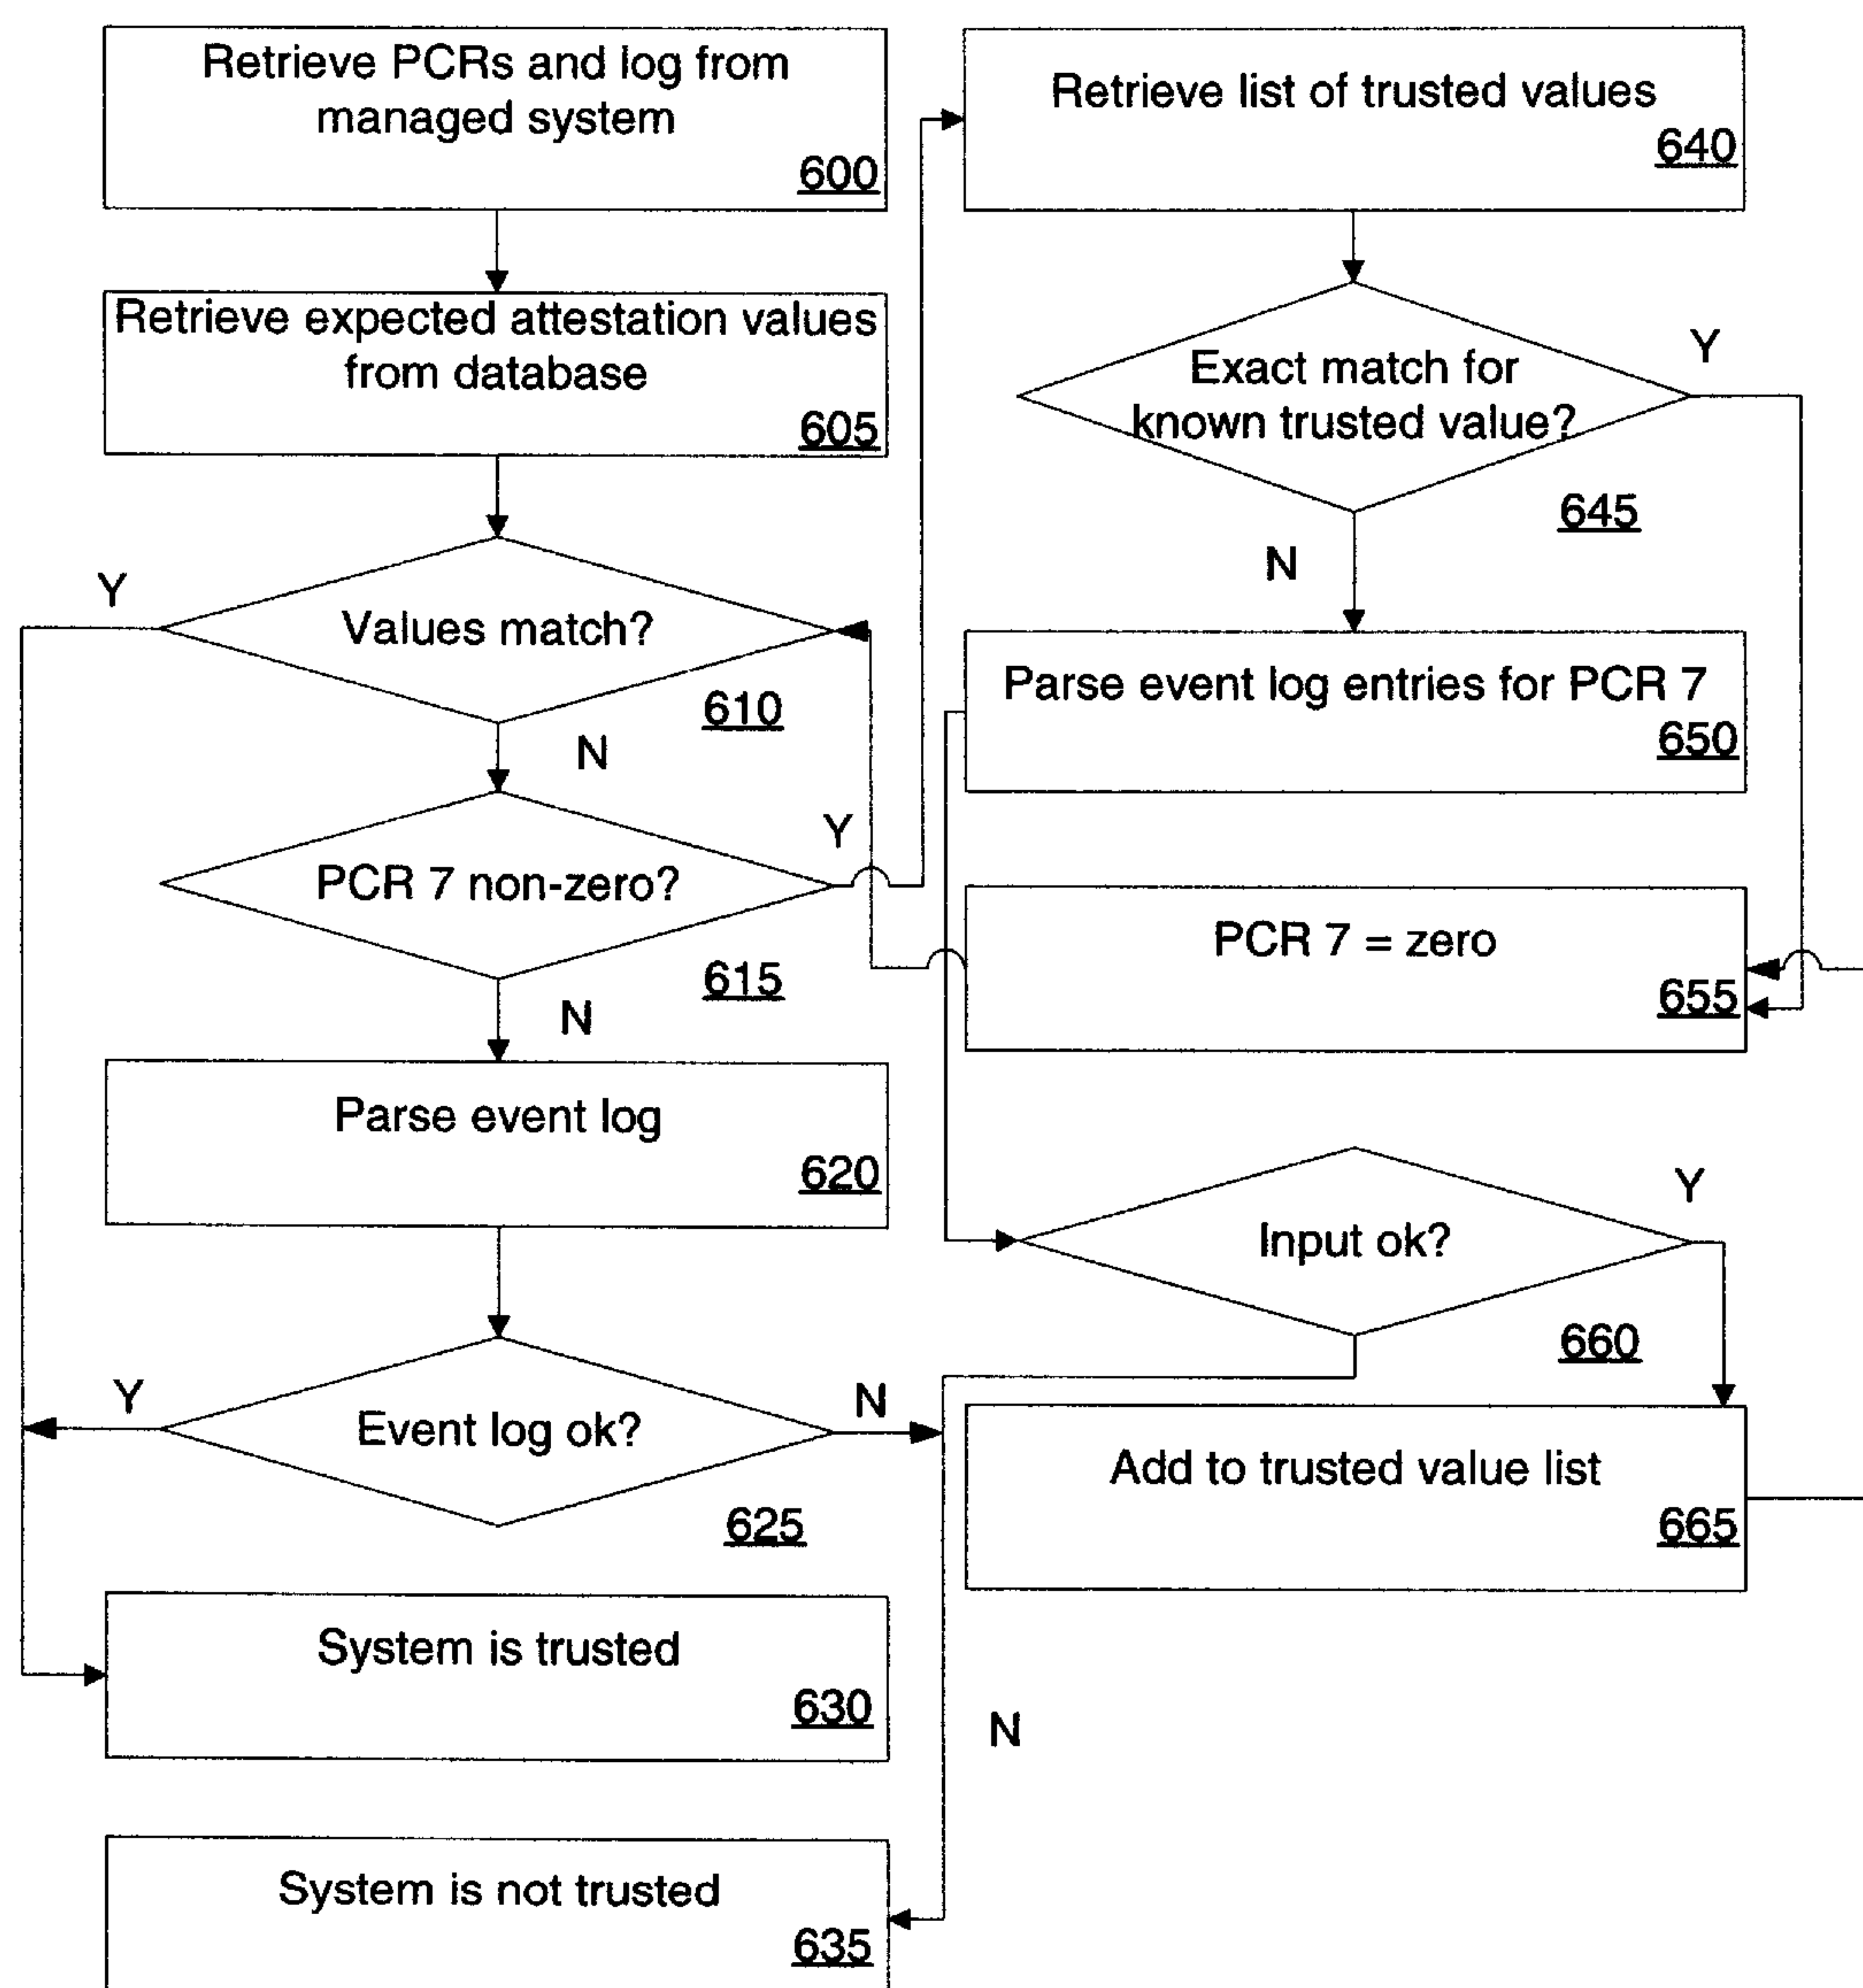 Retrieve PCRs and log from
managed system
600
Retrieve expected attestation values
from database
605
Y
Values match?
610
N
Y
PCR 7 non-zero?
615
N
Parse event log
620
Y
Event log ok?
N
625
System is trusted
630
System is not trusted
635
Retrieve list of trusted values
640
Y
Exact match for
known trusted value?
645
N
Parse event log entries for PCR 7
650
PCR 7 = zero
655
Y
Input ok?
660
Add to trusted value list
665
N